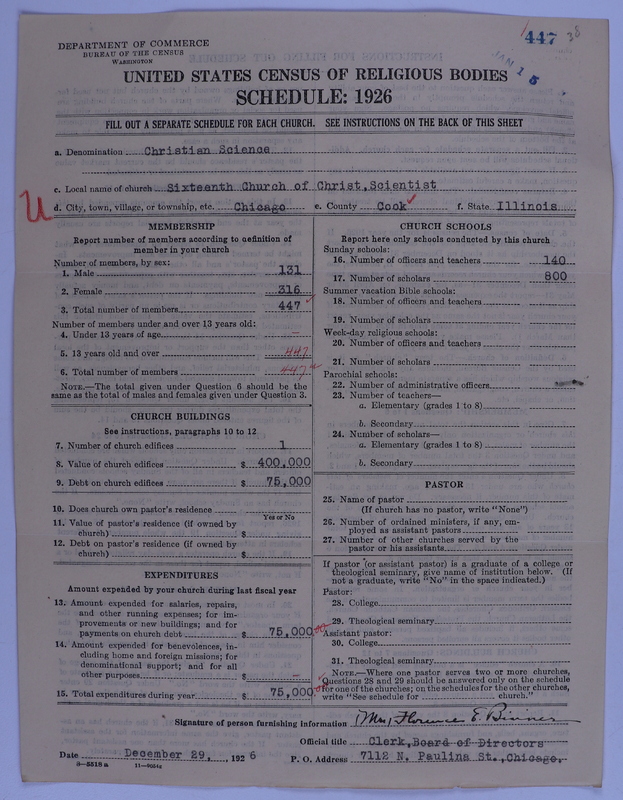 447 38
JAN 15
DEPARTMENT OF COMMERCE
BUREAU OF THE CENSUS
WASHINGTON
UNITED STATES CENSUS OF RELIGIOUS BODIES
SCHEDULE: 1926
FILL OUT A SEPARATE SCHEDULE FOR EACH CHURCH. SEE INSTRUCTIONS ON THE BACK OF THIS SHEET
a. Denomination Christian Science
c. Local name of church Sixteenth Church of Christ, Scientist
U d. City, town, village, or township, etc. Chicago e. County Cook f. State Illinois
MEMBERSHIP
Report number of members according to definition of
member in your church
Number of members, by sex:
1. Male 131
2. Female 316
3. Total number of members 447
Number of members under and over 13 years old:
4. Under 13 years of age —
5. 13 years old and over 447
6. Total number of members 447
NOTE.—The total given under Question 6 should be
same as the total of males and females given under Question 3.
CHURCH BUILDINGS
See instructions, paragraphs 10 to 12
7. Number of church edifices 1
8. Value of church edifices $ 400,000
9. Debt on church edifices $ 75,000
10. Does church own pastor's residence
Yes or No
11. Value of pastor's residence (if owned by
church) $
12. Debt on pastor's residence (if owned by
church) $
EXPENDITURES
Amount expended by your church during last fiscal year
13. Amount expended for salaries, repairs,
and other running expenses; for im-
provements or new buildings; and for
payments on church debt $ 75,000
14. Amount expended for benevolences, in-
cluding home and foreign missions; for
denominational support; and for all
other purposes $ —
15. Total expenditures during year $ 75,000
CHURCH SCHOOLS
Report here only schools conducted by this church
Sunday schools:
16. Number of officers and teachers 140
17. Number of scholars 800
Summer vacation Bible schools:
18. Number of officers and teachers
19. Number of scholars
Week-day religious schools:
20. Number of officers and teachers
21. Number of scholars
Parochial schools:
22. Number of administrative officers
23. Number of teachers—
a. Elementary (grades 1 to 8)
b. Secondary
24. Number of scholars—
a. Elementary (grades 1 to 8)
b. Secondary
PASTOR
25. Name of pastor
(If church has no pastor, write "None")
26. Number of ordained ministers, if any, em-
ployed as assistant pastors
27. Number of other churches served by the
pastor or his assistants
If pastor (or assistant pastor) is a graduate of a college or
theological seminary, give name of institution below. (If
not a graduate, write "No" in the space indicated.)
Pastor:
28. College
29. Theological seminary
Assistant pastor:
30. College
31. Theological seminary
NOTE.—Where one pastor serves two or more churches,
Questions 28 and 29 should be answered only on the schedule
for one of the churches; on the schedules for the other churches,
write "See schedule for church."
Signature of person furnishing information (Mrs) Florence E. Binner
Official title Clerk, Board of Directors
Date December 29, 1926 P. O. Address 7112 N. Paulina St., Chicago.
8—5518 a 11—9034a